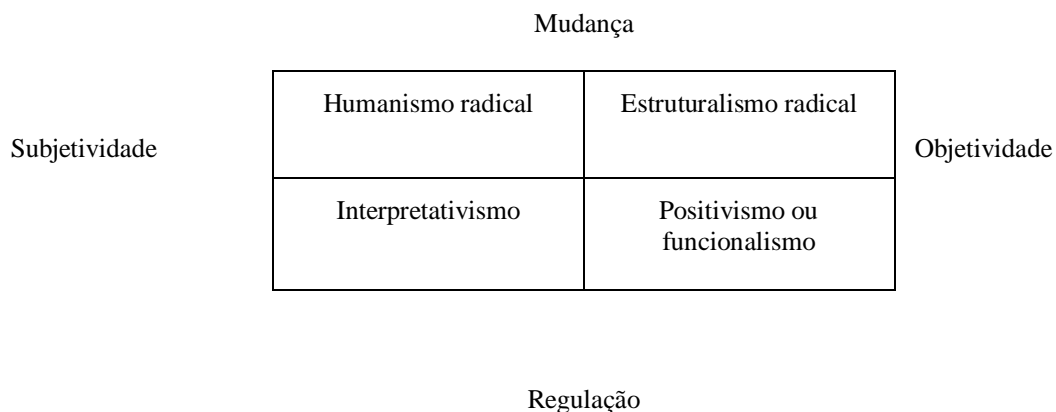 Mudança
Humanismo radical
Estruturalismo radical
Subjetividade
Objetividade
Interpretativismo
Positivismo ou
funcionalismo
Regulação